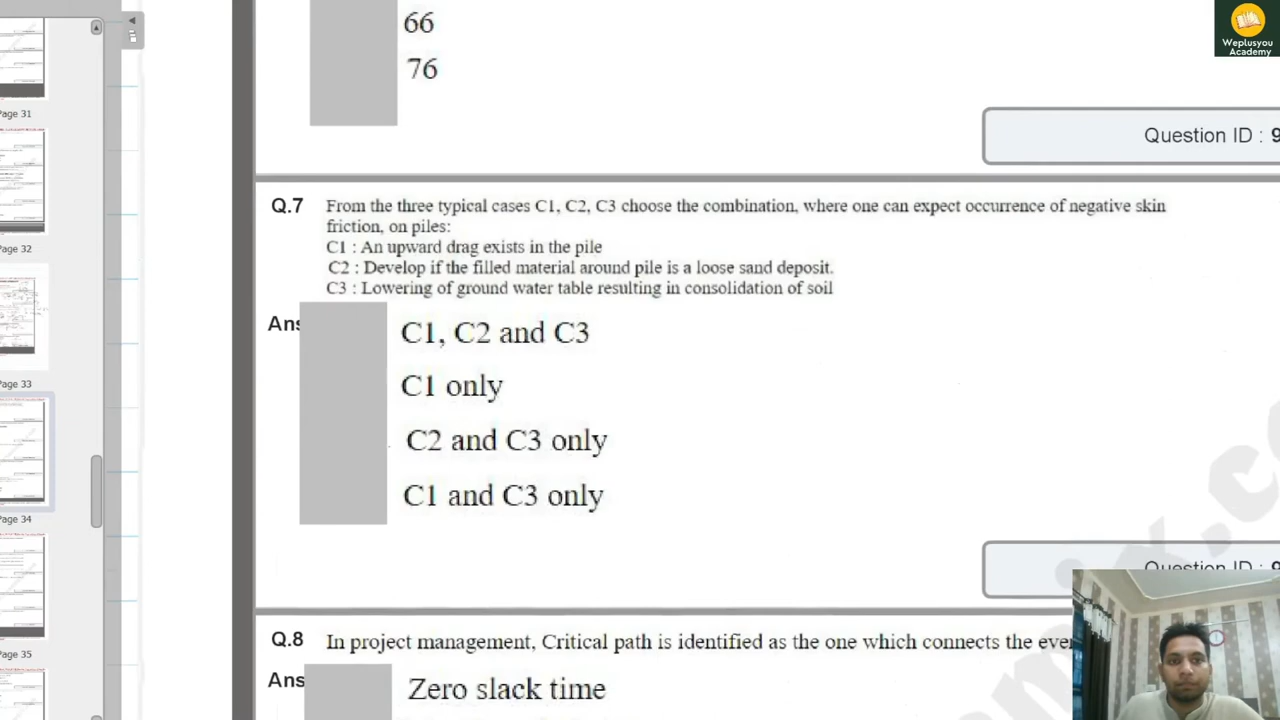 66
76
Weplusyou
Academy
Question ID : 9
Q.7 From the three typical cases C1, C2, C3 choose the combination, where one can expect occurrence of negative skin
friction, on piles:
C1 : An upward drag exists in the pile
C2 : Develop if the filled material around pile is a loose sand deposit.
C3 : Lowering of ground water table resulting in consolidation of soil
Ans
C1, C2 and C3
C1 only
C2 and C3 only
C1 and C3 only
Question ID : 9
Q.8 In project management, Critical path is identified as the one which connects the eve
Ans
Zero slack time
Page 31
Page 32
Page 33
Page 34
Page 35